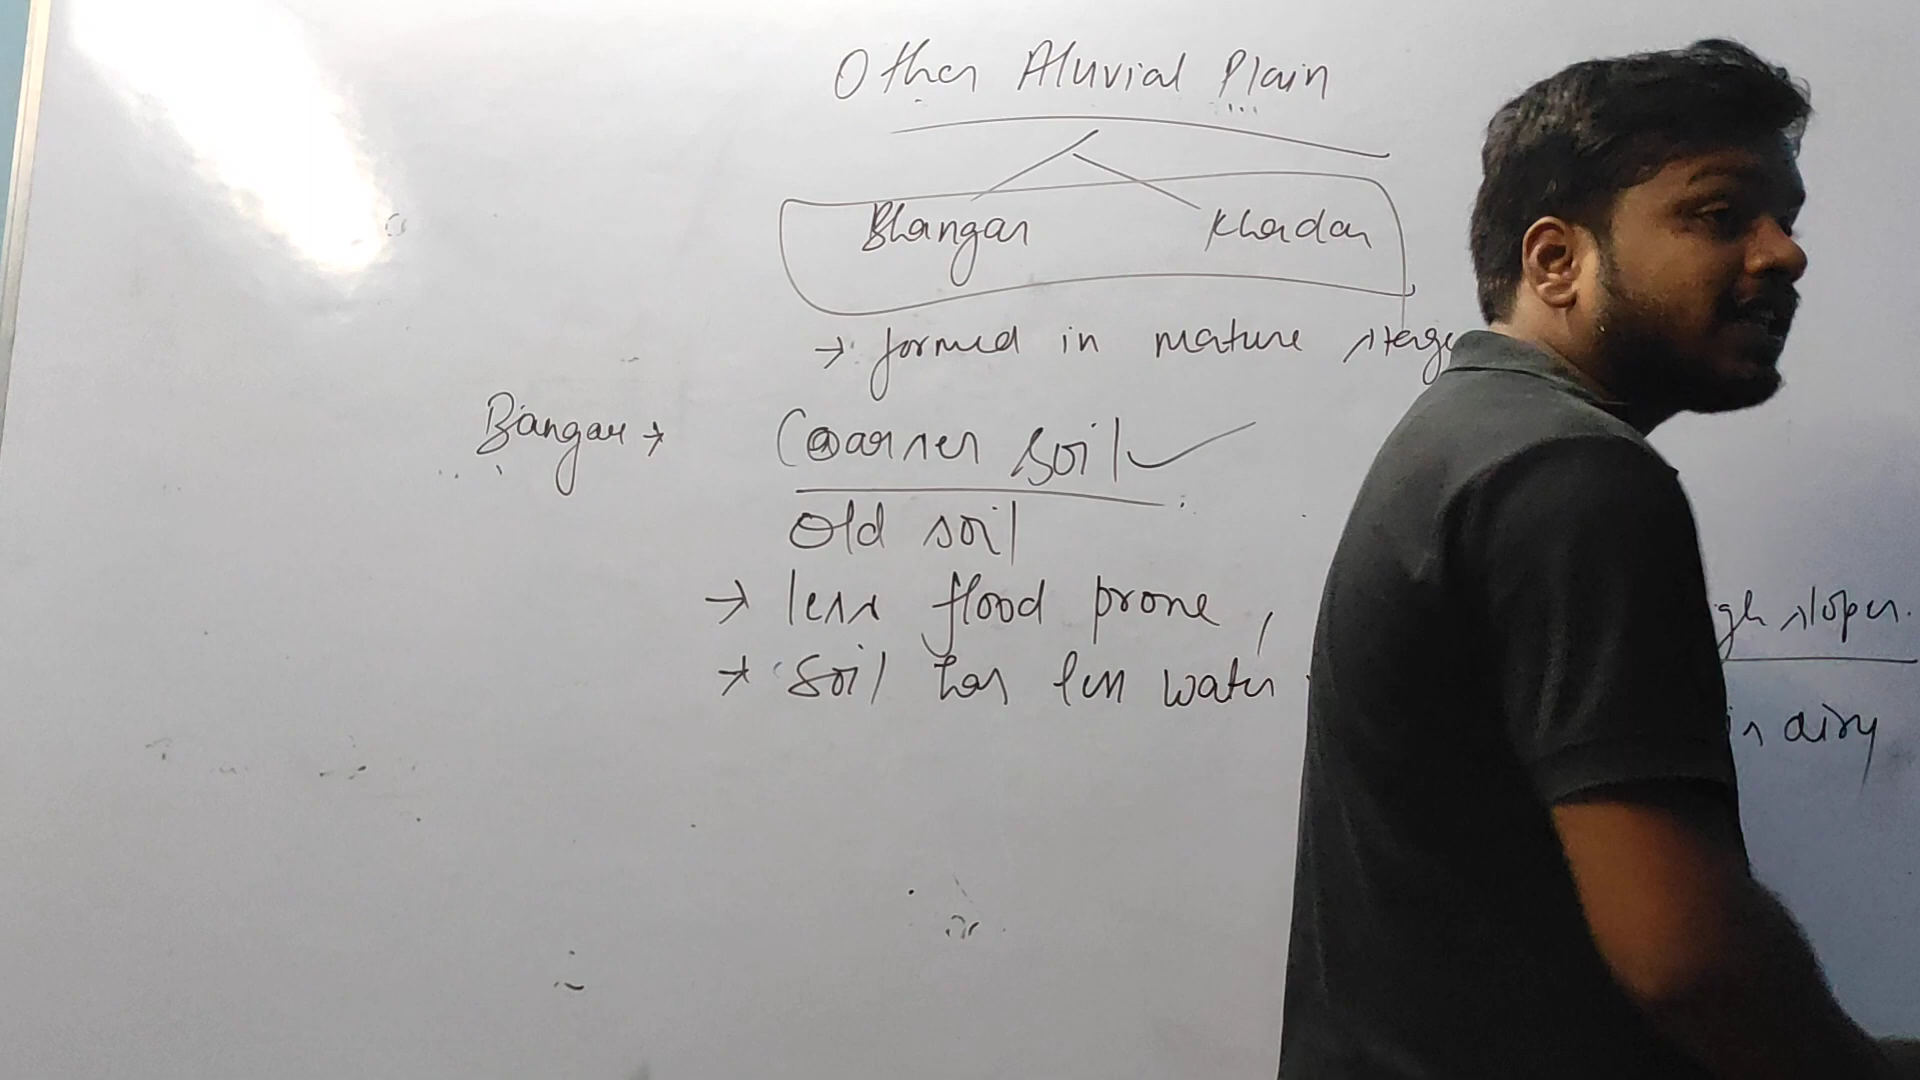 Other Aluvial Plain
Bhangar Khadar
→ formed in mature stage
Bangar → Coarser soil ✓
Old soil
→ less flood prone, slopes.
→ Soil has less water
is airy